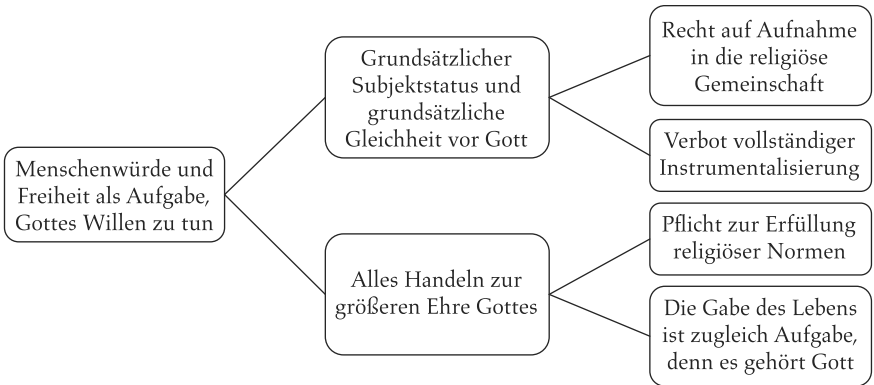 Menschenwürde und
Freiheit als Aufgabe,
Gottes Willen zu tun
Grundsätzlicher
Subjektstatus und
grundsätzliche
Gleichheit vor Gott
Recht auf Aufnahme
in die religiöse
Gemeinschaft
Verbot vollständiger
Instrumentalisierung
Alles Handeln zur
größeren Ehre Gottes
Pflicht zur Erfüllung
religiöser Normen
Die Gabe des Lebens
ist zugleich Aufgabe,
denn es gehört Gott